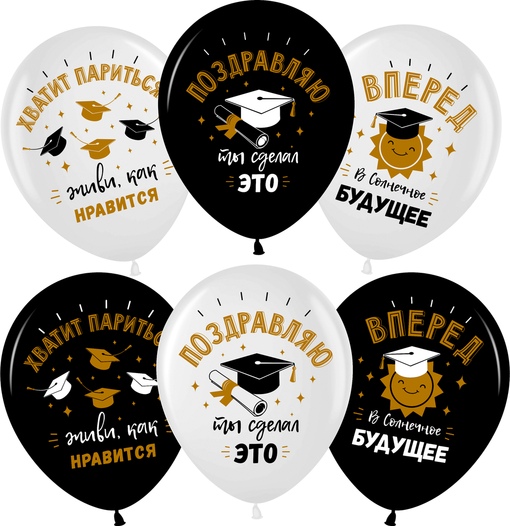 ХВАТИТ ПАРИТЬСЯ
живи, как
НРАВИТСЯ
ПОЗДРАВЛЯЮ
ты сделал
ЭТО
ВПЕРЕД
В Солнечное
БУДУЩЕЕ
ХВАТИТ ПАРИТЬСЯ
живи, как
НРАВИТСЯ
ПОЗДРАВЛЯЮ
ты сделал
ЭТО
ВПЕРЕД
В Солнечное
БУДУЩЕЕ